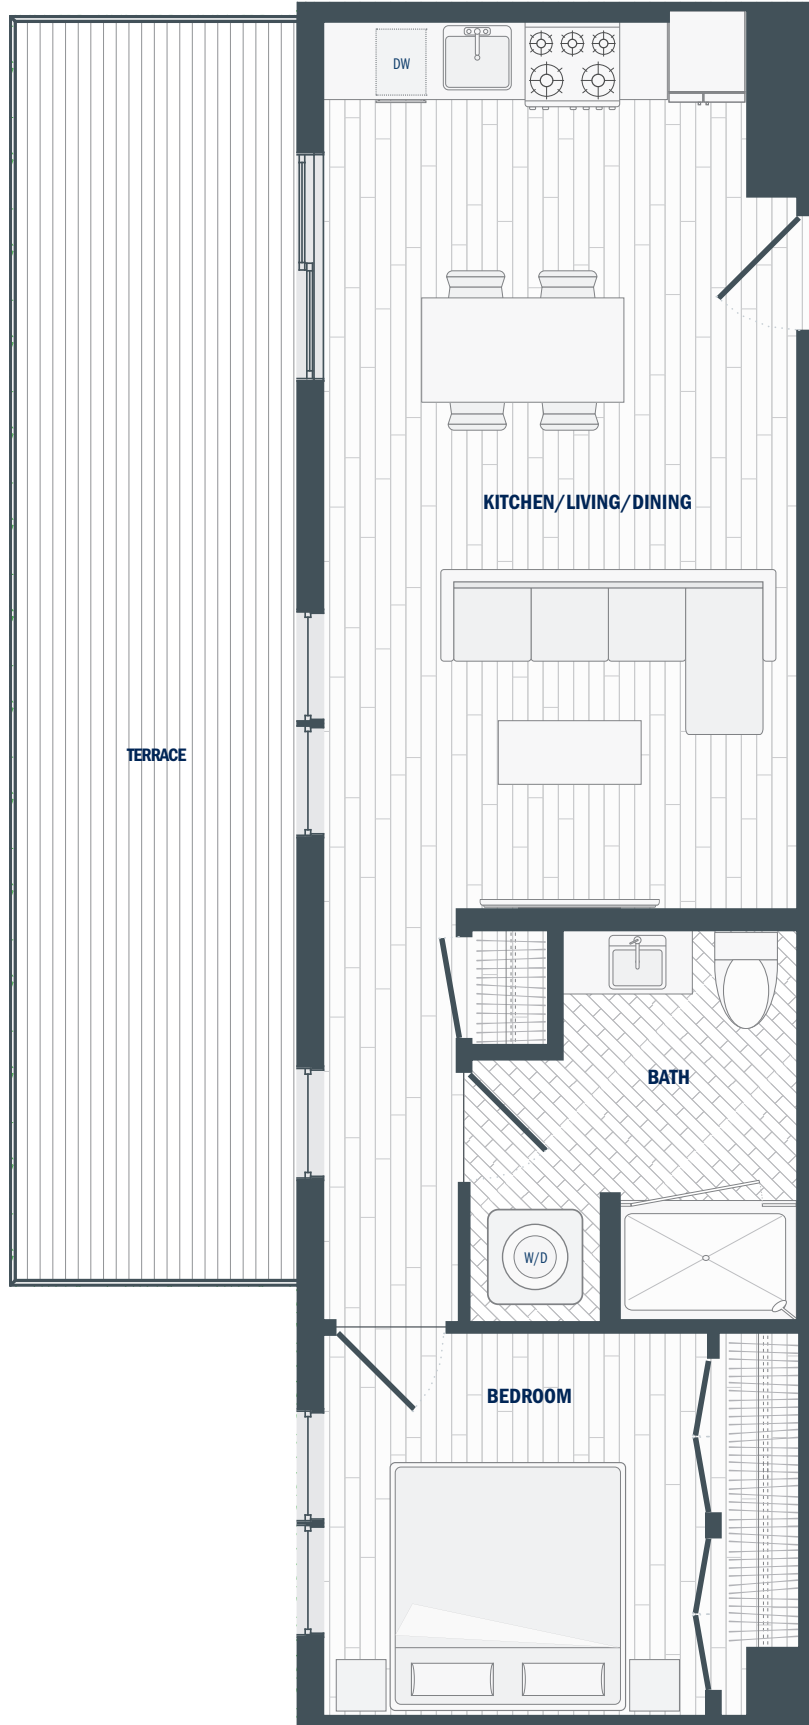 DW
KITCHEN/LIVING/DINING
TERRACE
BATH
W/D
BEDROOM